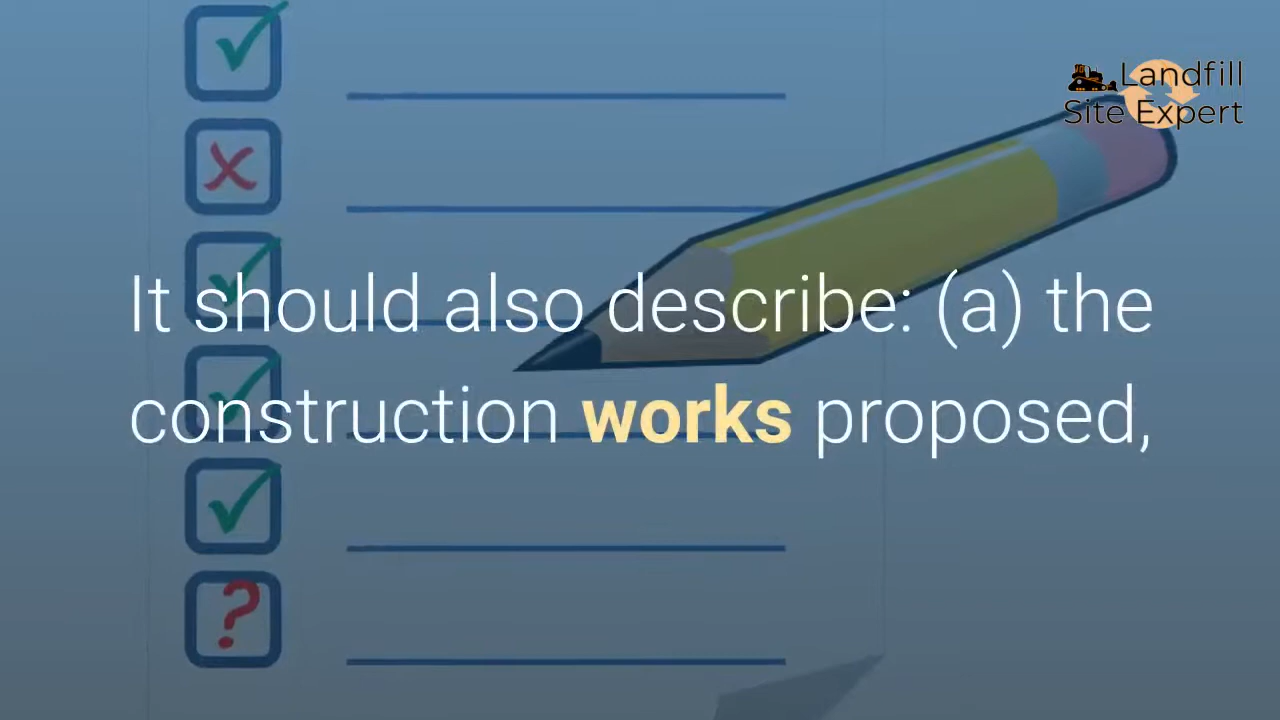 Landfill
Site Expert
It should also describe: (a) the
construction works proposed,
?